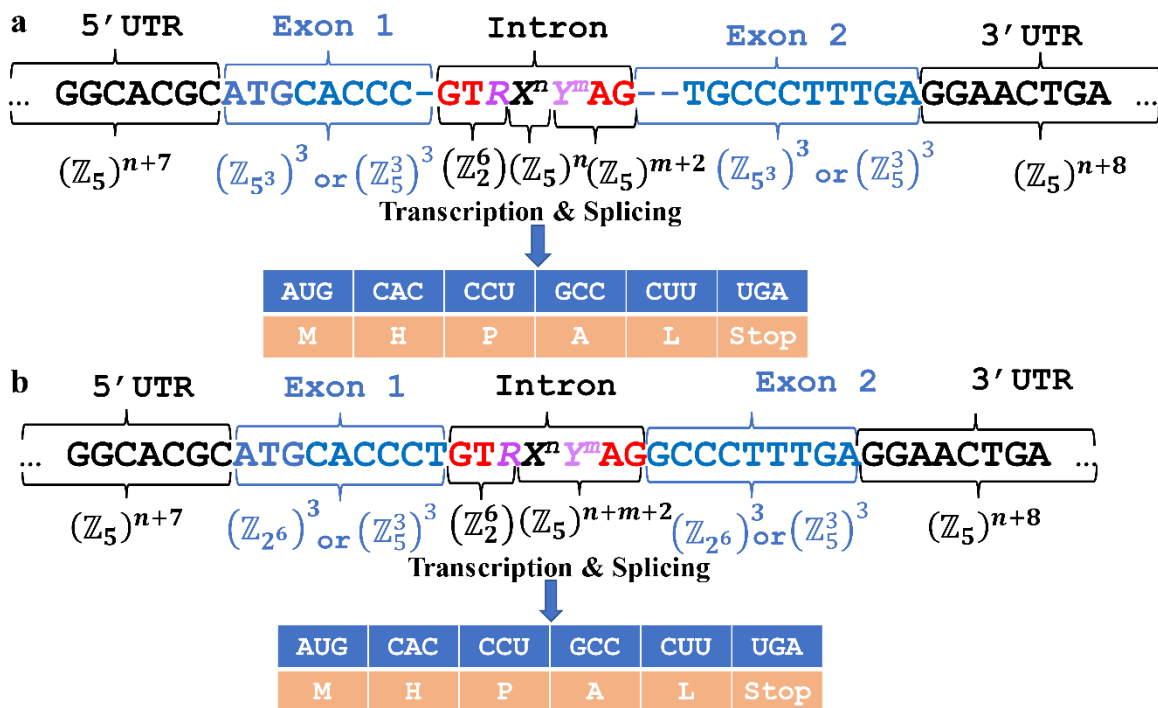 a
5′UTR Exon 1 Intron Exon 2 3′UTR
… GGCACGCATGCACCC-GTRXⁿYᵐAG--TGCCCTTTGAGGAACTGA …
(ℤ₅)ⁿ⁺⁷ (ℤ₅³)³ or (ℤ₅³)³ (ℤ₂⁶) (ℤ₅)ⁿ (ℤ₅)ᵐ⁺² (ℤ₅³)³ or (ℤ₅³)³ (ℤ₅)ⁿ⁺⁸
Transcription & Splicing
AUG CAC CCU GCC CUU UGA
M H P A L Stop
b
5′UTR Exon 1 Intron Exon 2 3′UTR
… GGCACGCATGCACCCTGTRXⁿYᵐAGGCCCTTTGAGGAACTGA …
(ℤ₅)ⁿ⁺⁷ (ℤ₂⁶)³ or (ℤ₅³)³ (ℤ₂⁶) (ℤ₅)ⁿ⁺ᵐ⁺² (ℤ₂⁶)³ or (ℤ₅³)³ (ℤ₅)ⁿ⁺⁸
Transcription & Splicing
AUG CAC CCU GCC CUU UGA
M H P A L Stop